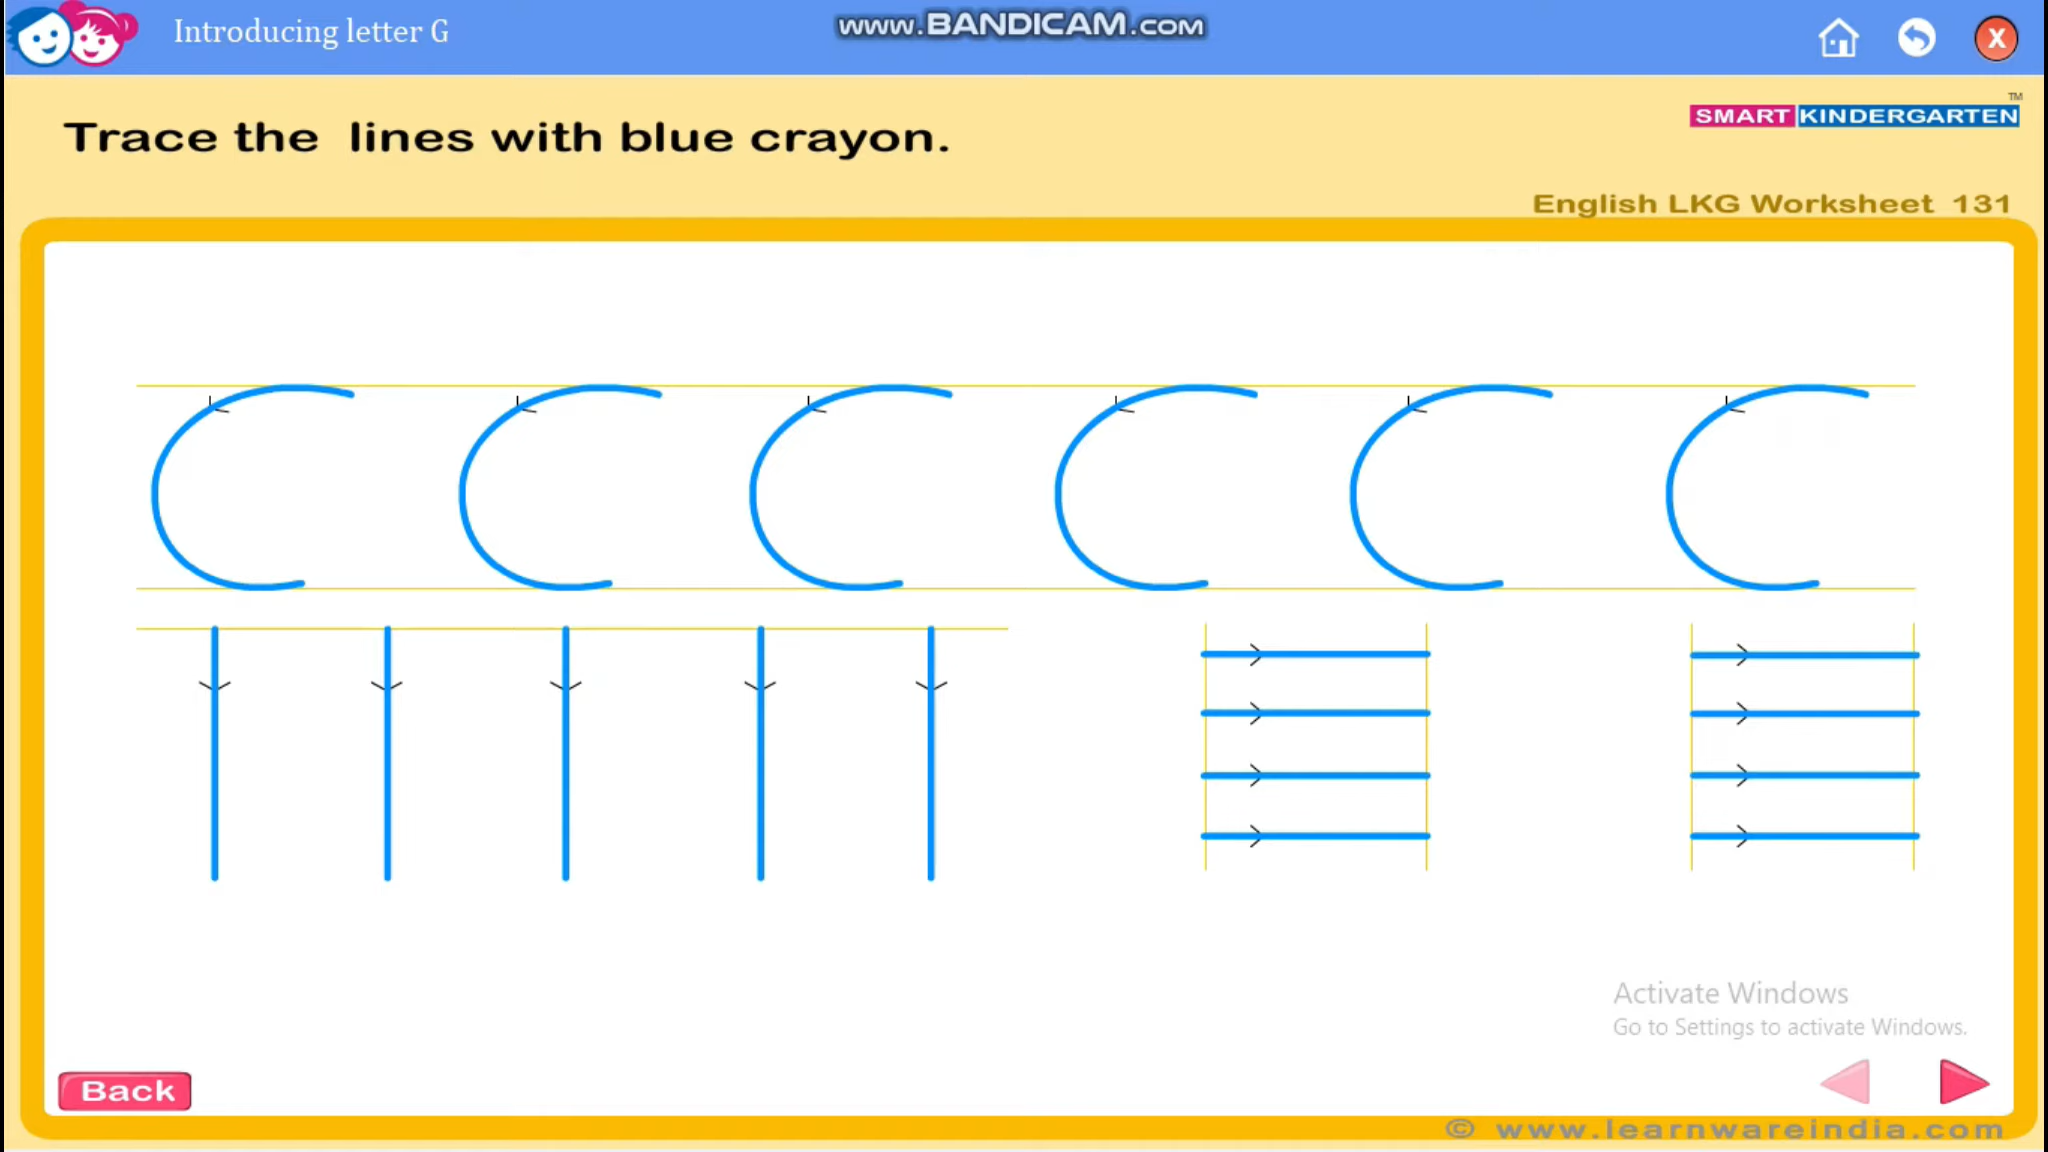 Introducing letter G
www.BANDICAM.com
X
Trace the lines with blue crayon.
SMART KINDERGARTEN TM
English LKG Worksheet 131
Activate Windows
Go to Settings to activate Windows.
Back
© www.learnwareindia.com